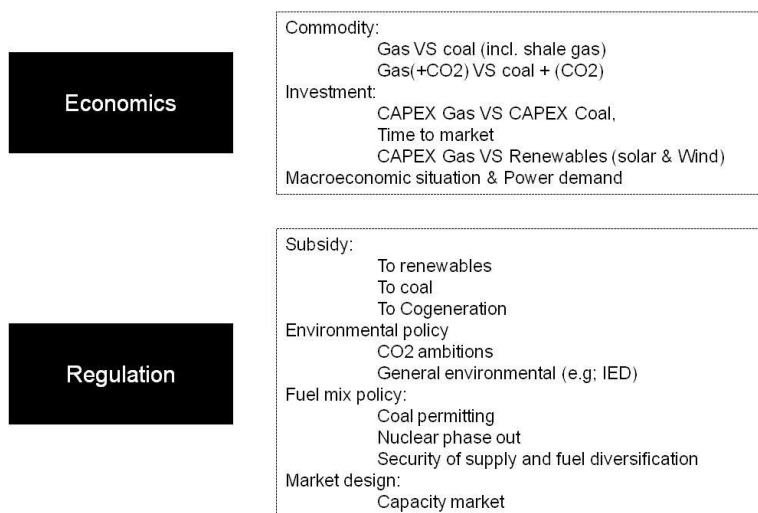 Economics
Commodity:
Gas VS coal (incl. shale gas)
Gas(+CO2) VS coal + (CO2)
Investment:
CAPEX Gas VS CAPEX Coal,
Time to market
CAPEX Gas VS Renewables (solar & Wind)
Macroeconomic situation & Power demand
Regulation
Subsidy:
To renewables
To coal
To Cogeneration
Environmental policy
CO2 ambitions
General environmental (e.g; IED)
Fuel mix policy:
Coal permitting
Nuclear phase out
Security of supply and fuel diversification
Market design:
Capacity market